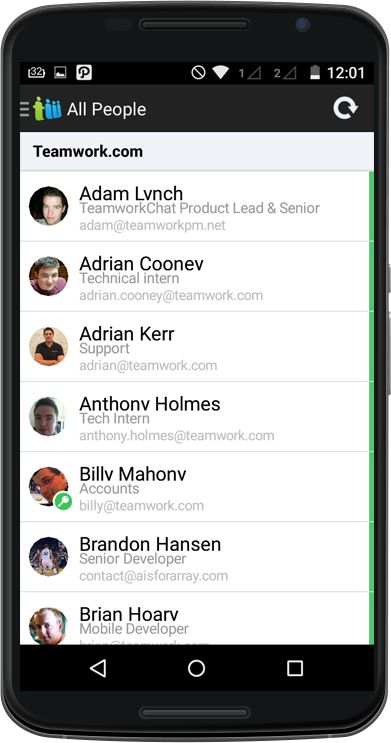 32
1
2
12:01
All People
Teamwork.com
Adam Lynch
TeamworkChat Product Lead & Senior
adam@teamworkpm.net
Adrian Cooney
Technical intern
adrian.cooney@teamwork.com
Adrian Kerr
Support
adrian@teamwork.com
Anthony Holmes
Tech Intern
anthony.holmes@teamwork.com
Billy Mahony
Accounts
billy@teamwork.com
Brandon Hansen
Senior Developer
contact@aisforarray.com
Brian Hoary
Mobile Developer
brian@teamwork.com